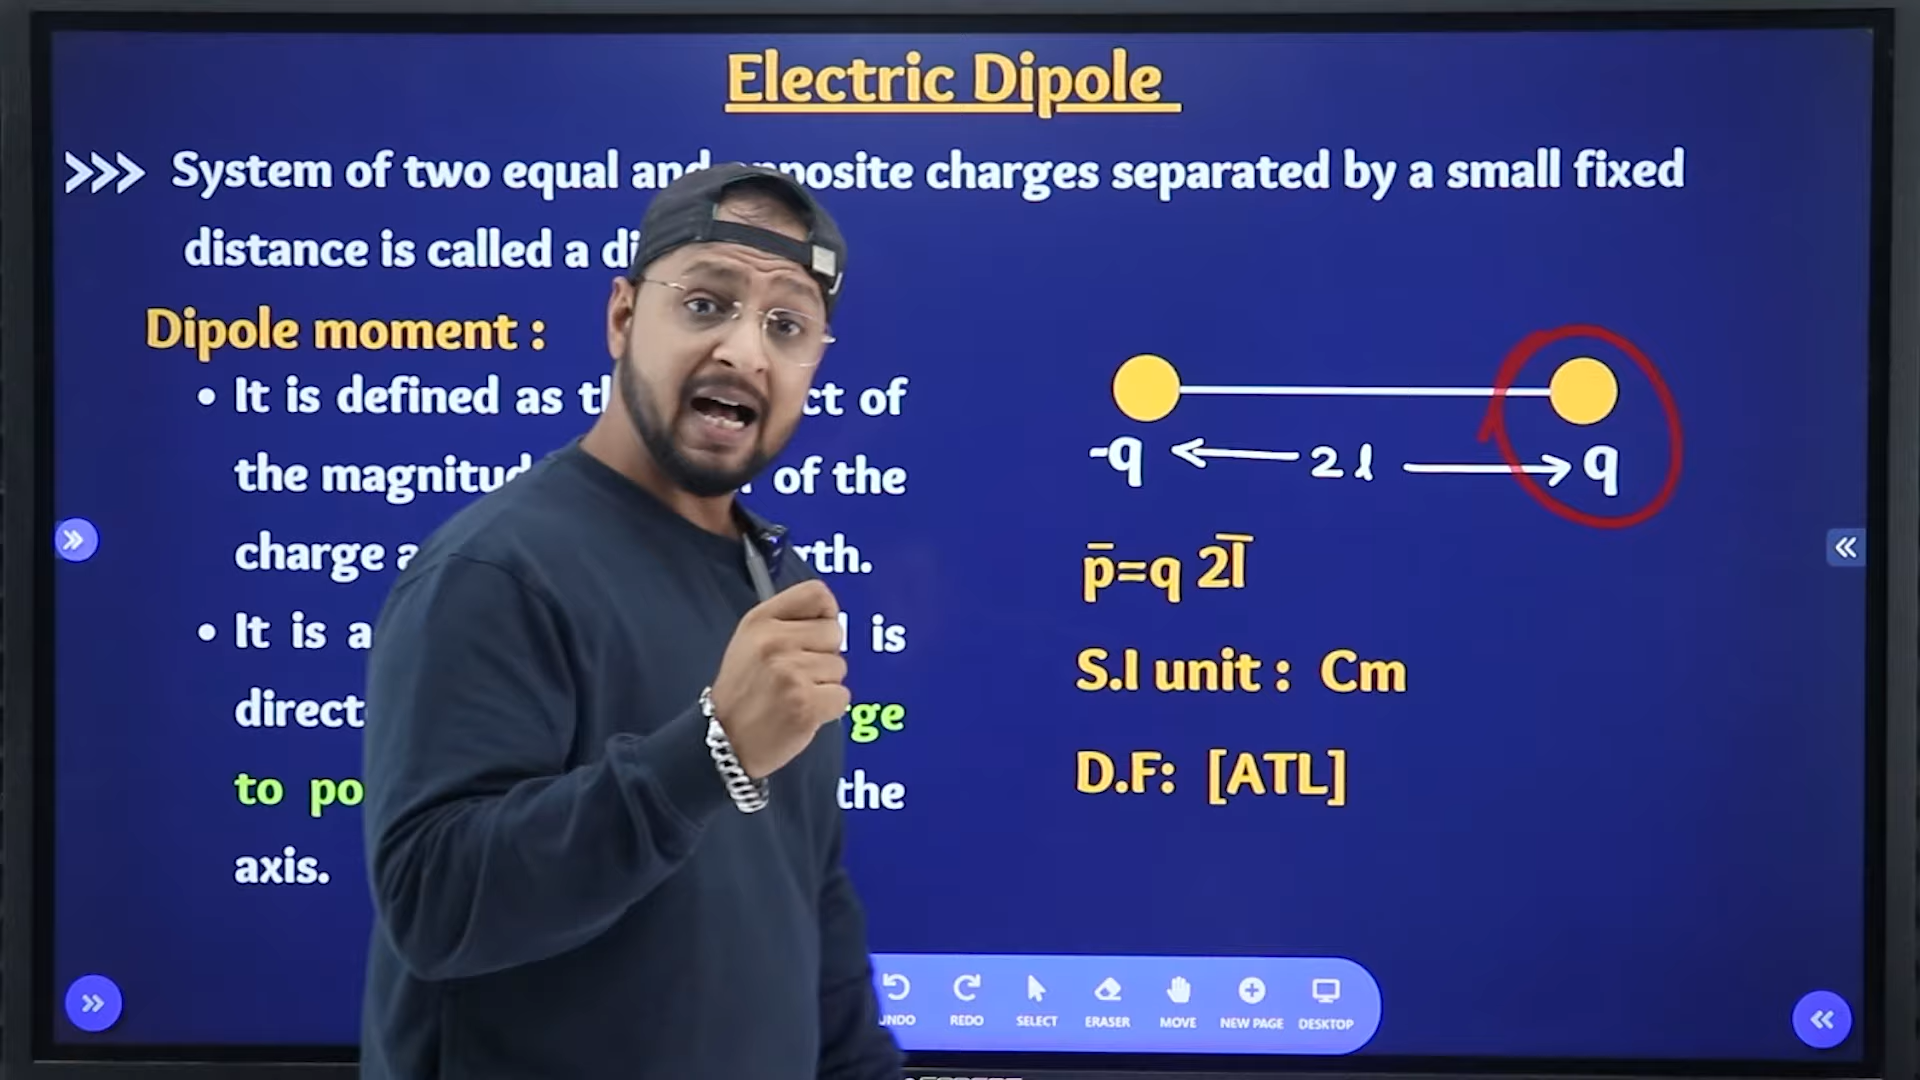 Electric Dipole
>>> System of two equal and opposite charges separated by a small fixed
distance is called a di
Dipole moment :
• It is defined as th ct of
the magnitud of the
charge a gth.
• It is a is
direct rge
to po the
axis.
-q 2l q
p̄=q 2l̄
S.I unit : Cm
D.F: [ATL]
UNDO REDO SELECT ERASER MOVE NEW PAGE DESKTOP